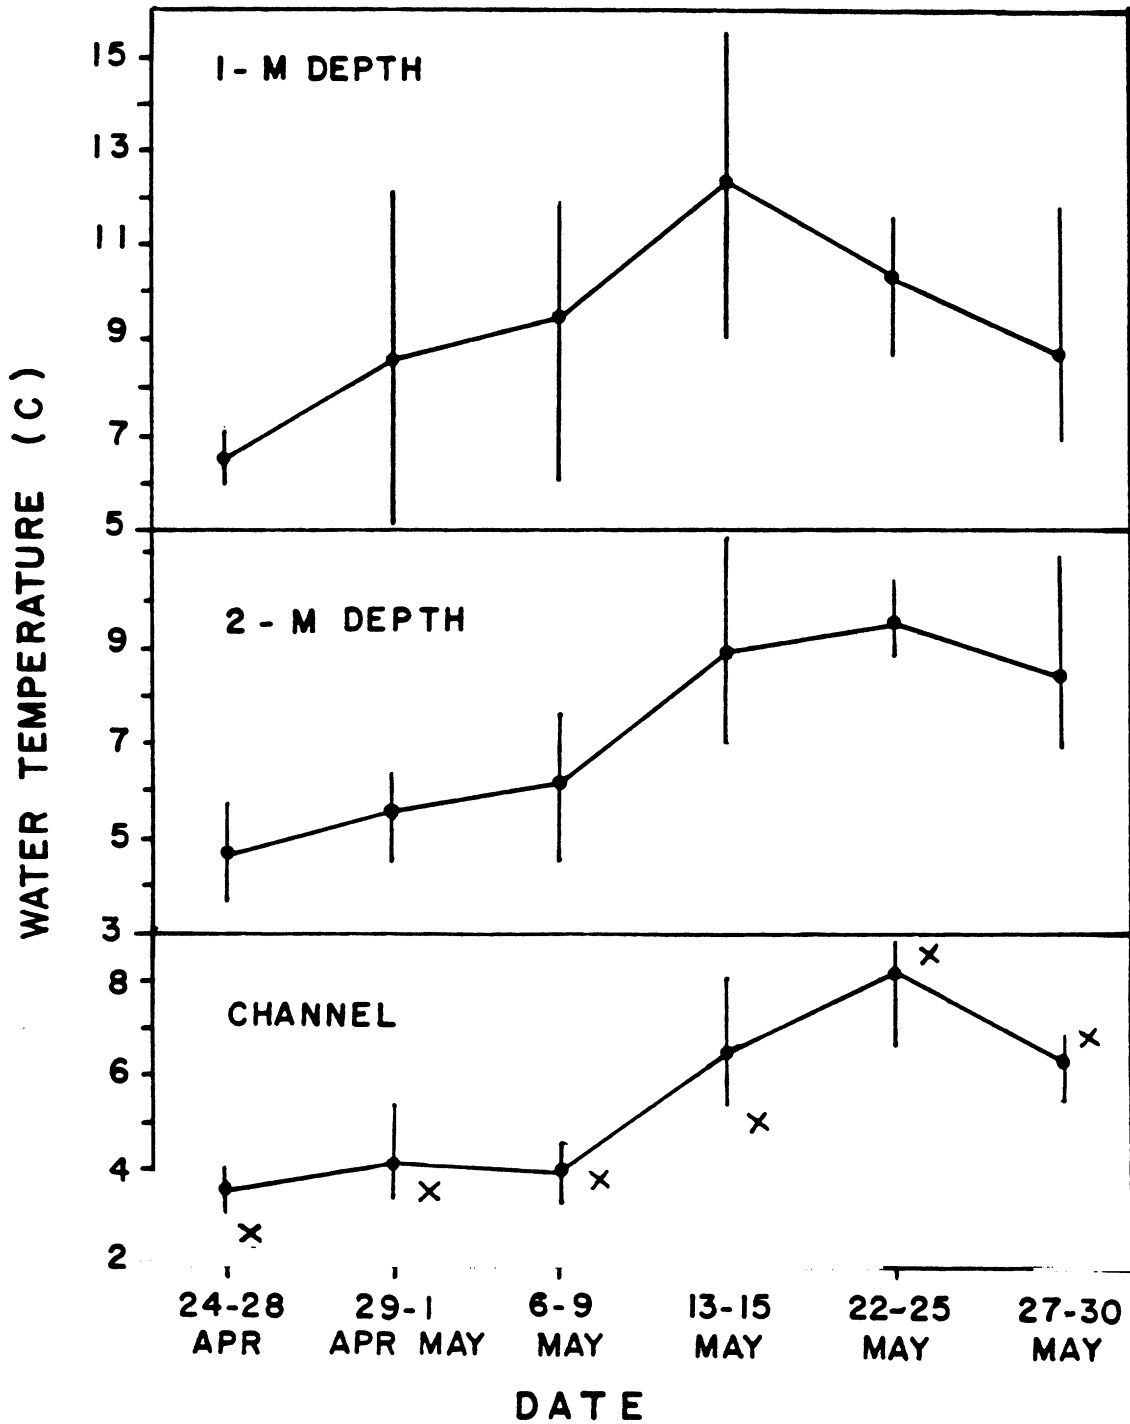 WATER TEMPERATURE (C)
1-M DEPTH
15
13
11
9
7
5
2-M DEPTH
9
7
5
3
CHANNEL
8
6
4
2
24-28 29-1 6-9 13-15 22-25 27-30
APR APR MAY MAY MAY MAY MAY
DATE